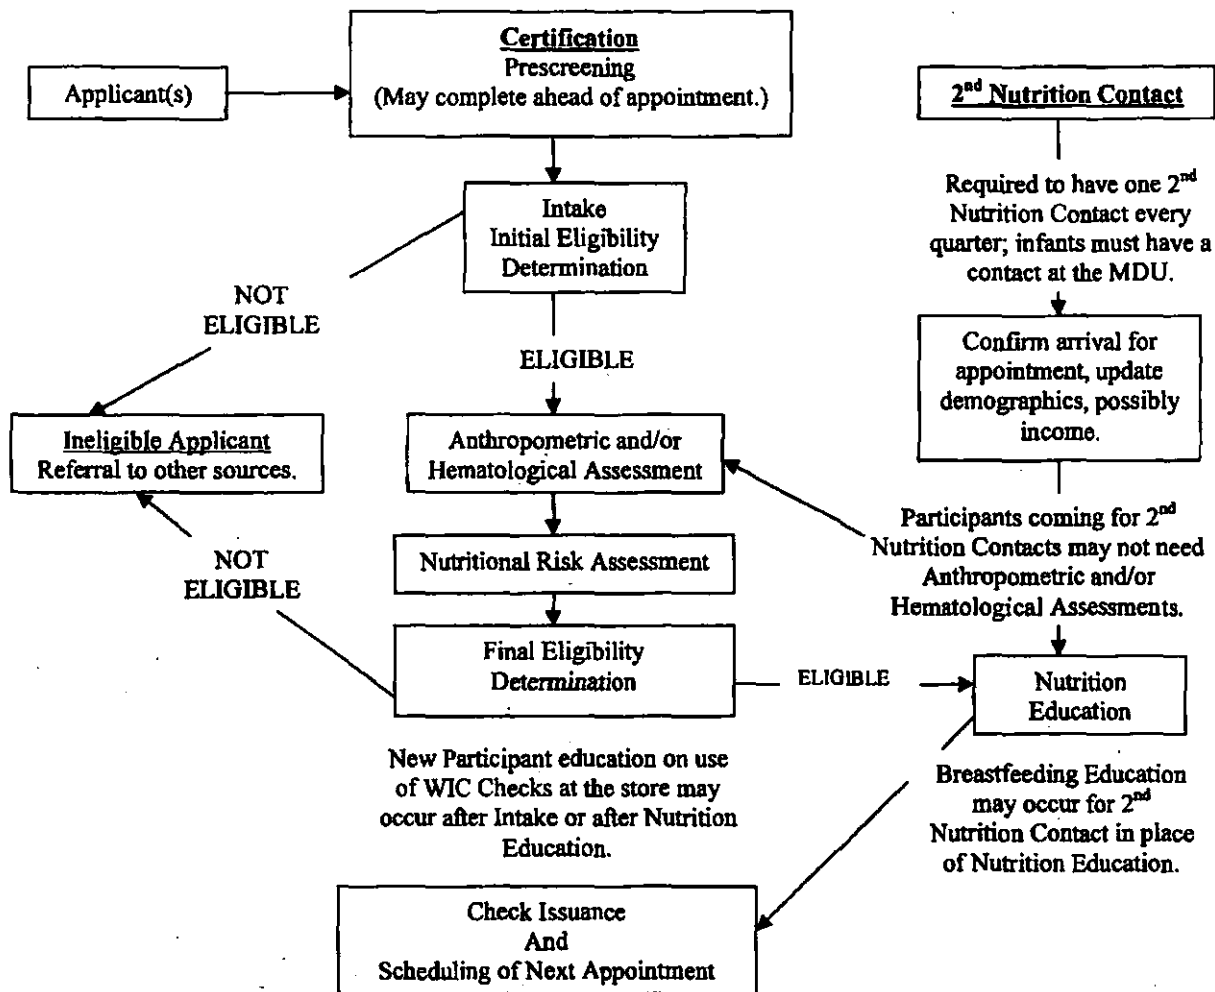 Applicant(s)
Certification
Prescreening
(May complete ahead of appointment.)
Intake
Initial Eligibility
Determination
NOT
ELIGIBLE
ELIGIBLE
Ineligible Applicant
Referral to other sources.
Anthropometric and/or
Hematological Assessment
Nutritional Risk Assessment
NOT
ELIGIBLE
Final Eligibility
Determination
ELIGIBLE
New Participant education on use
of WIC Checks at the store may
occur after Intake or after Nutrition
Education.
Check Issuance
And
Scheduling of Next Appointment
2nd Nutrition Contact
Required to have one 2nd
Nutrition Contact every
quarter; infants must have a
contact at the MDU.
Confirm arrival for
appointment, update
demographics, possibly
income.
Participants coming for 2nd
Nutrition Contacts may not need
Anthropometric and/or
Hematological Assessments.
Nutrition
Education
Breastfeeding Education
may occur for 2nd
Nutrition Contact in place
of Nutrition Education.